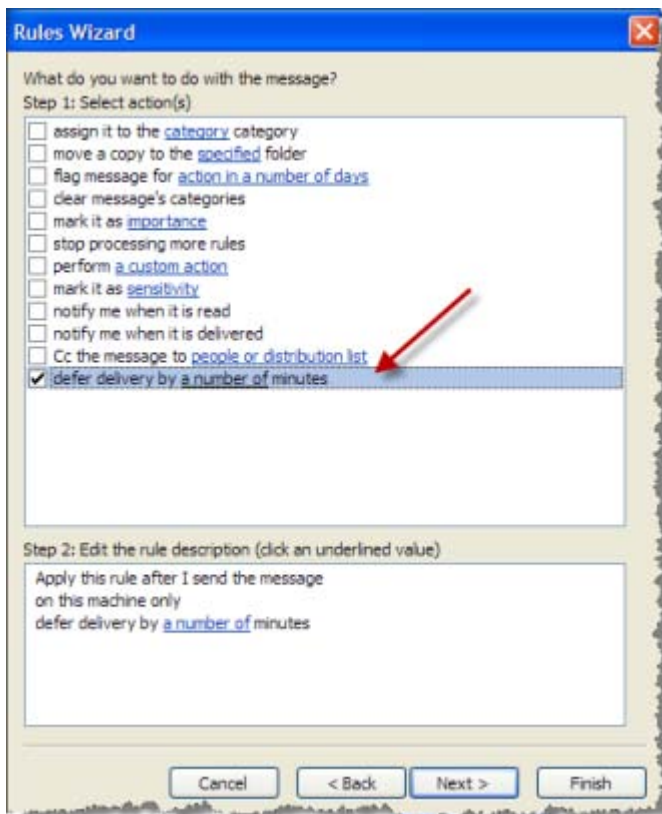 Rules Wizard
What do you want to do with the message?
Step 1: Select action(s)
assign it to the category category
move a copy to the specified folder
flag message for action in a number of days
clear message's categories
mark it as importance
stop processing more rules
perform a custom action
mark it as sensitivity
notify me when it is read
notify me when it is delivered
Cc the message to people or distribution list
defer delivery by a number of minutes
Step 2: Edit the rule description (click an underlined value)
Apply this rule after I send the message
on this machine only
defer delivery by a number of minutes
Cancel < Back Next > Finish